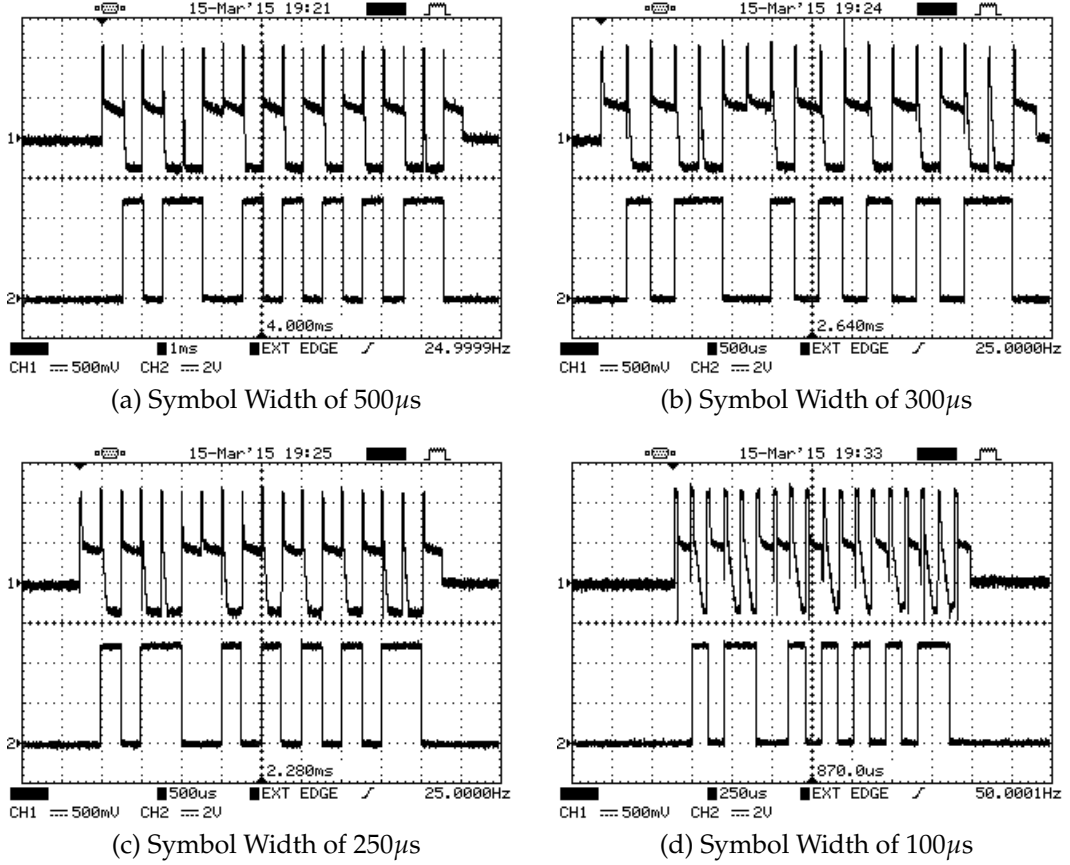 15-Mar'15 19:21
1
2
4.000ms
1ms EXT EDGE 24.9999Hz
CH1 500mV CH2 2V
(a) Symbol Width of 500µs
15-Mar'15 19:24
1
2
2.640ms
500us EXT EDGE 25.0000Hz
CH1 500mV CH2 2V
(b) Symbol Width of 300µs
15-Mar'15 19:25
1
2
2.280ms
500us EXT EDGE 25.0000Hz
CH1 500mV CH2 2V
(c) Symbol Width of 250µs
15-Mar'15 19:33
1
2
870.0us
250us EXT EDGE 50.0001Hz
CH1 500mV CH2 2V
(d) Symbol Width of 100µs